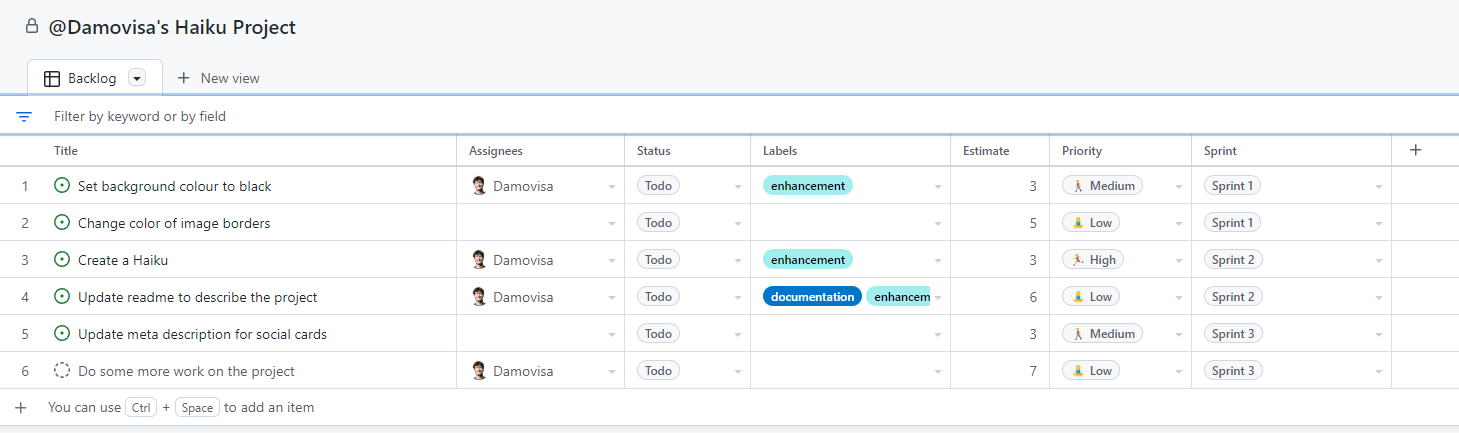 @Damovisa's Haiku Project
Backlog New view
Filter by keyword or by field
Title Assignees Status Labels Estimate Priority Sprint
1 Set background colour to black Damovisa Todo enhancement 3 Medium Sprint 1
2 Change color of image borders Todo 5 Low Sprint 1
3 Create a Haiku Damovisa Todo enhancement 3 High Sprint 2
4 Update readme to describe the project Damovisa Todo documentation enhancem 6 Low Sprint 2
5 Update meta description for social cards Todo 3 Medium Sprint 3
6 Do some more work on the project Damovisa Todo 7 Low Sprint 3
+ You can use Ctrl + Space to add an item